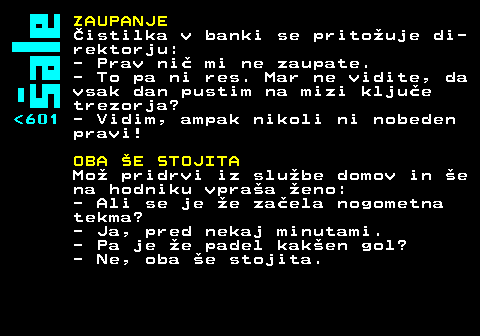 Šale
ZAUPANJE
Čistilka v banki se pritožuje di-
rektorju:
- Prav nič mi ne zaupate.
- To pa ni res. Mar ne vidite, da
vsak dan pustim na mizi ključe
trezorja?
<601 - Vidim, ampak nikoli ni nobeden
pravi!
OBA ŠE STOJITA
Mož pridrvi iz službe domov in še
na hodniku vpraša ženo:
- Ali se je že začela nogometna
tekma?
- Ja, pred nekaj minutami.
- Pa je že padel kakšen gol?
- Ne, oba še stojita.